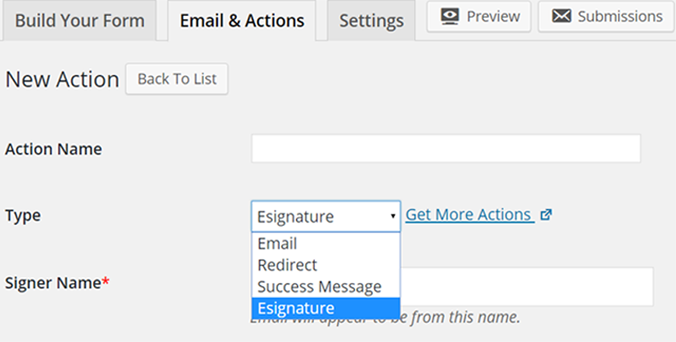 Build Your Form Email & Actions Settings Preview Submissions
New Action Back To List
Action Name
Type Esignature Get More Actions
Email
Redirect
Signer Name* Success Message
Esignature
Email will appear to be from this name.